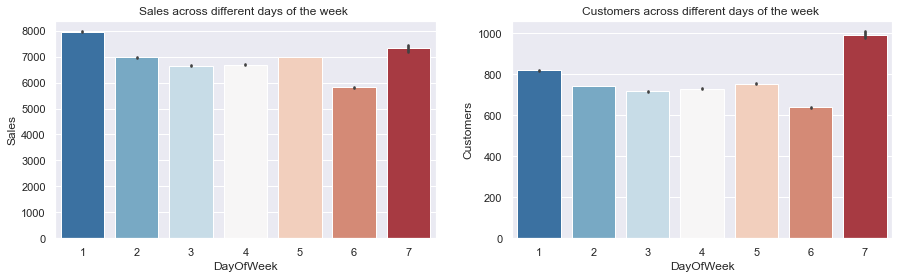 Sales across different days of the week
8000
7000
6000
5000
4000
3000
2000
1000
0
Sales
1 2 3 4 5 6 7
DayOfWeek
Customers across different days of the week
1000
800
600
400
200
0
Customers
1 2 3 4 5 6 7
DayOfWeek